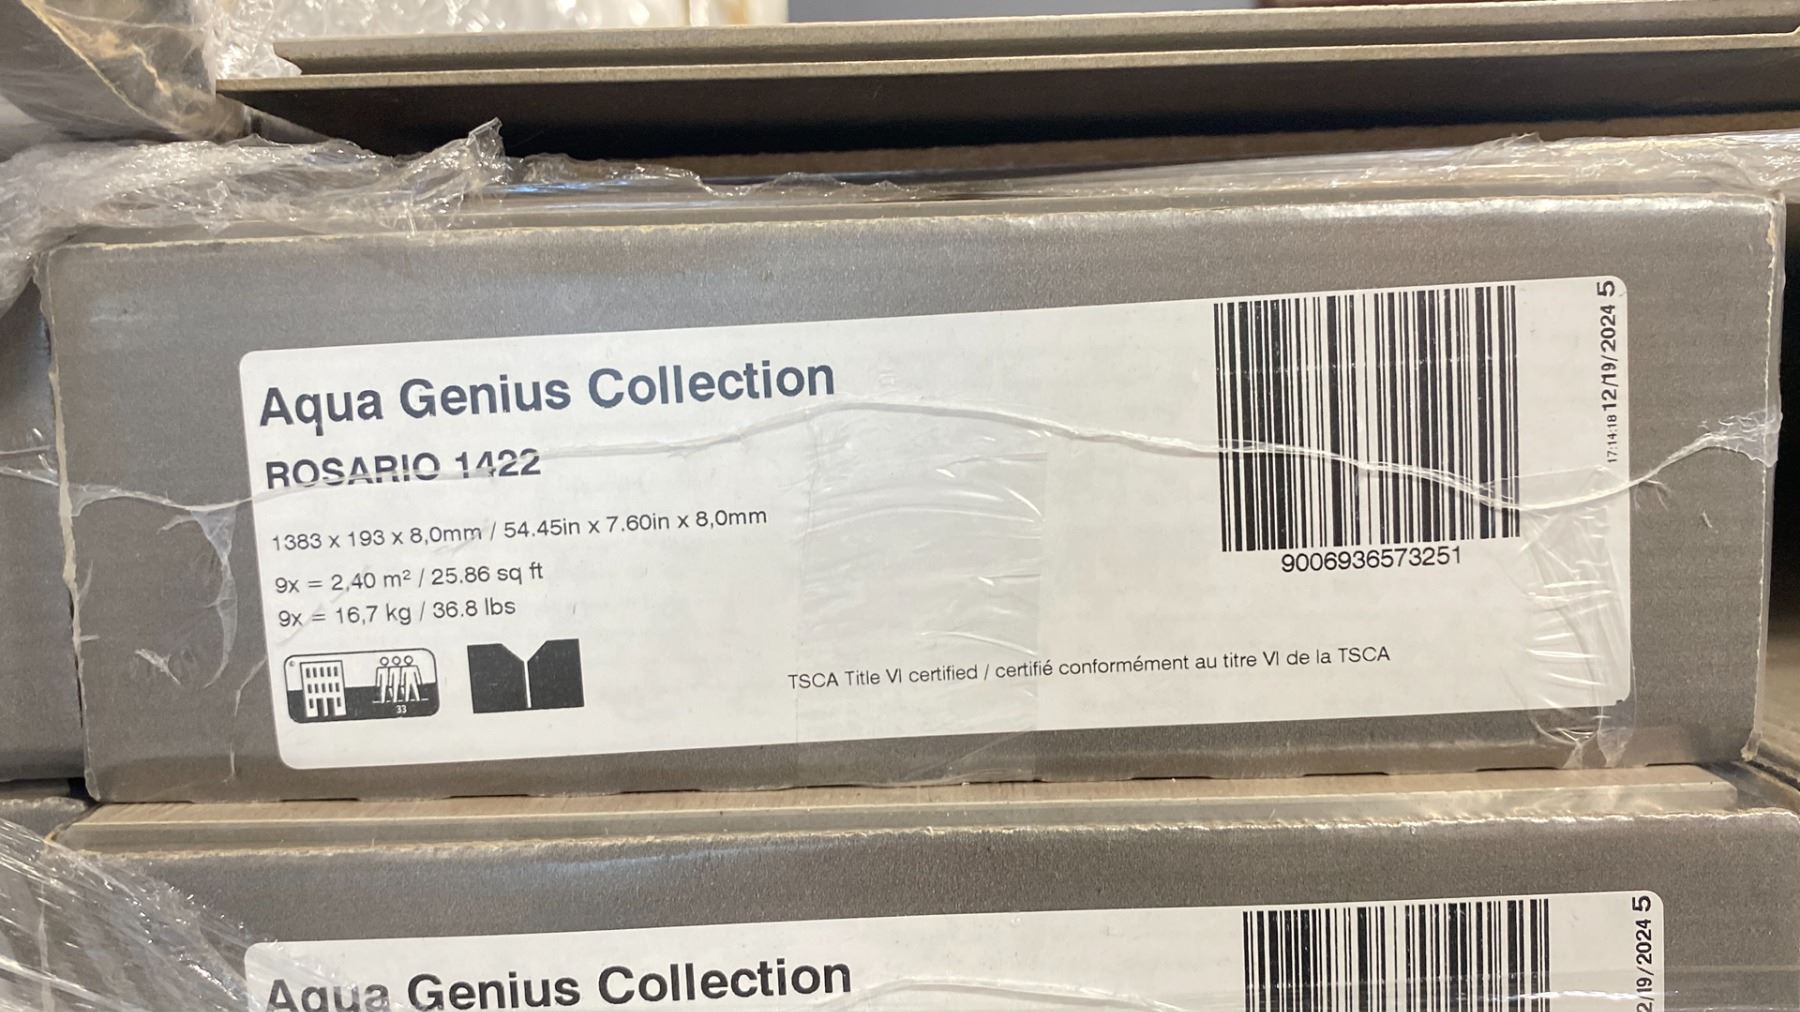 Aqua Genius Collection
ROSARIO 1422
1383 x 193 x 8,0mm / 54.45in x 7.60in x 8,0mm
9x = 2,40 m² / 25.86 sq ft
9x = 16,7 kg / 36.8 lbs
33
9006936573251
17:14:18 12/19/2024 5
TSCA Title VI certified / certifié conformément au titre VI de la TSCA
Aqua Genius Collection
2/19/2024 5